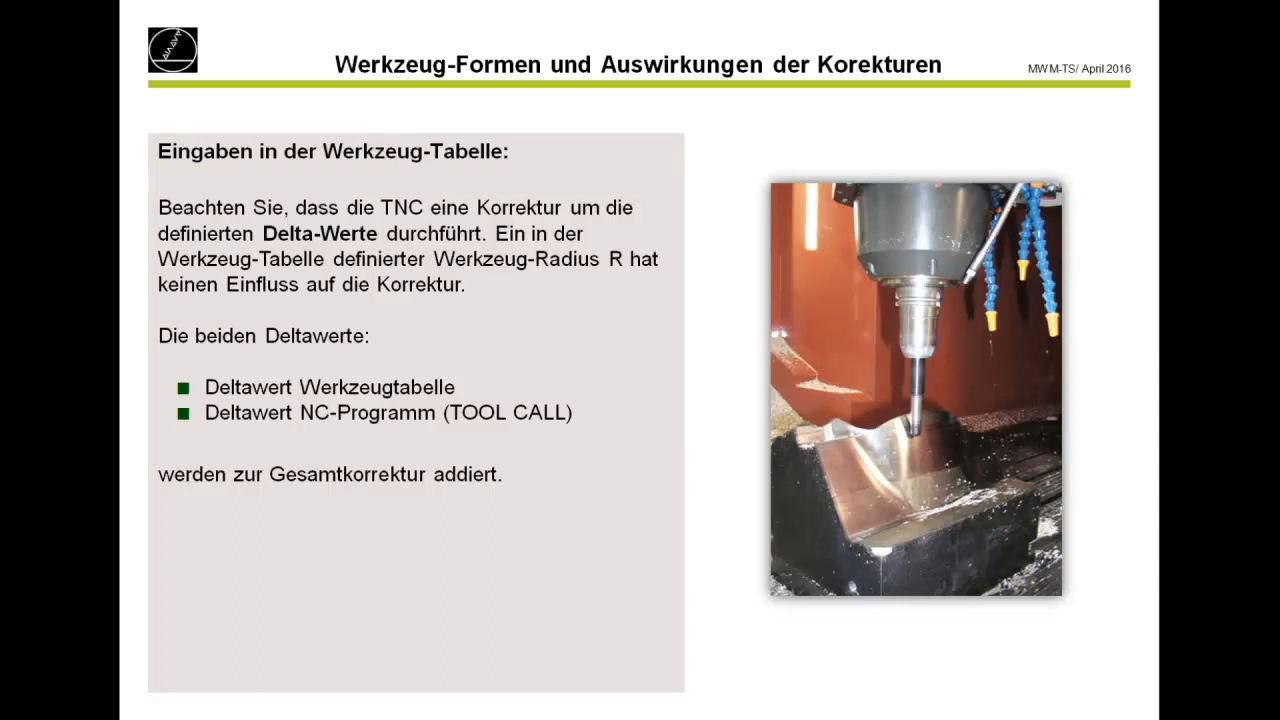 Werkzeug-Formen und Auswirkungen der Korekturen
MWM-TS/ April 2016
Eingaben in der Werkzeug-Tabelle:
Beachten Sie, dass die TNC eine Korrektur um die
definierten Delta-Werte durchführt. Ein in der
Werkzeug-Tabelle definierter Werkzeug-Radius R hat
keinen Einfluss auf die Korrektur.
Die beiden Deltawerte:
Deltawert Werkzeugtabelle
Deltawert NC-Programm (TOOL CALL)
werden zur Gesamtkorrektur addiert.